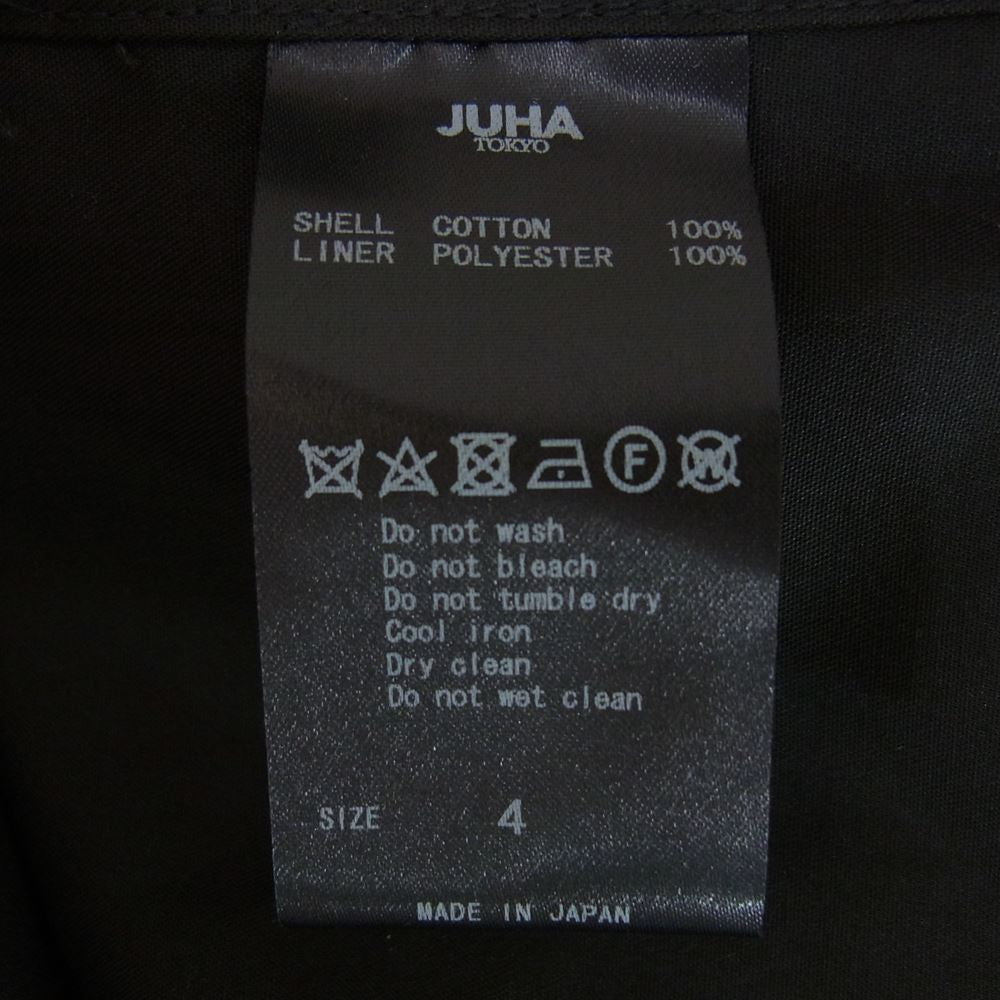 JUHA
TOKYO
SHELL COTTON 100%
LINER POLYESTER 100%
F W
Do not wash
Do not bleach
Do not tumble dry
Cool iron
Dry clean
Do not wet clean
SIZE 4
MADE IN JAPAN